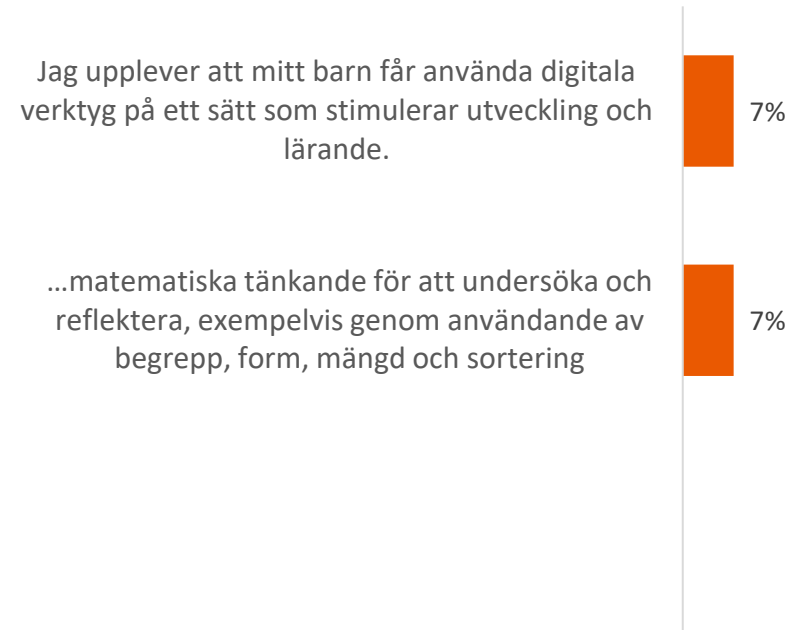 Jag upplever att mitt barn får använda digitala
verktyg på ett sätt som stimulerar utveckling och
lärande.
7%
...matematiska tänkande för att undersöka och
reflektera, exempelvis genom användande av
begrepp, form, mängd och sortering
7%